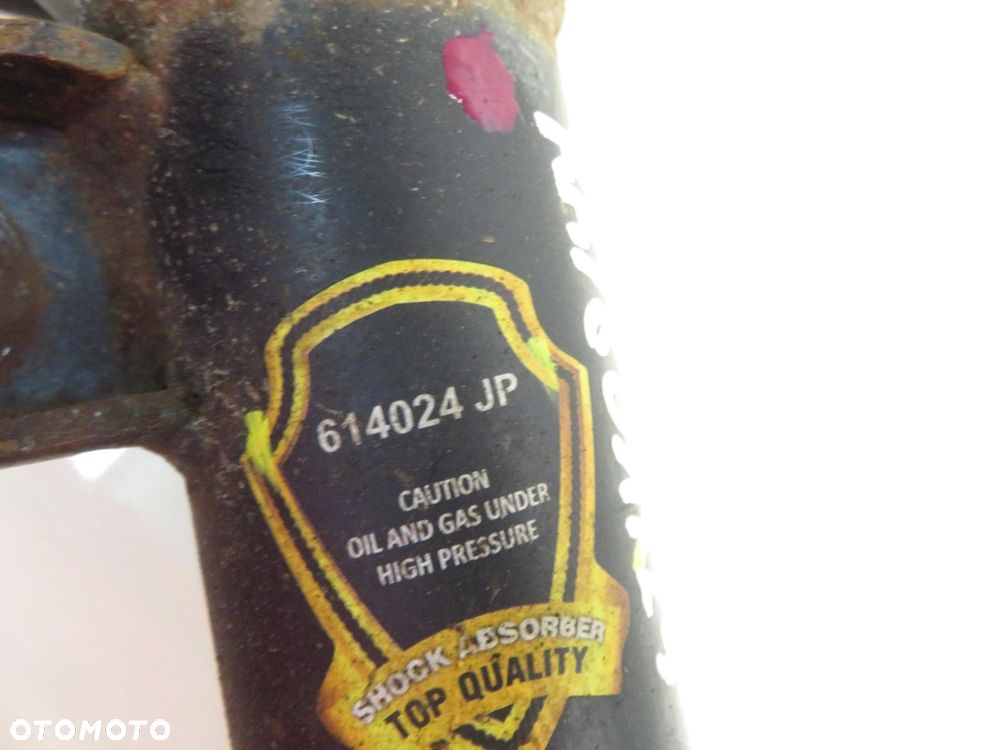 614024 JP
CAUTION
OIL AND GAS UNDER
HIGH PRESSURE
SHOCK ABSORBER
TOP QUALITY
OTOMOTO